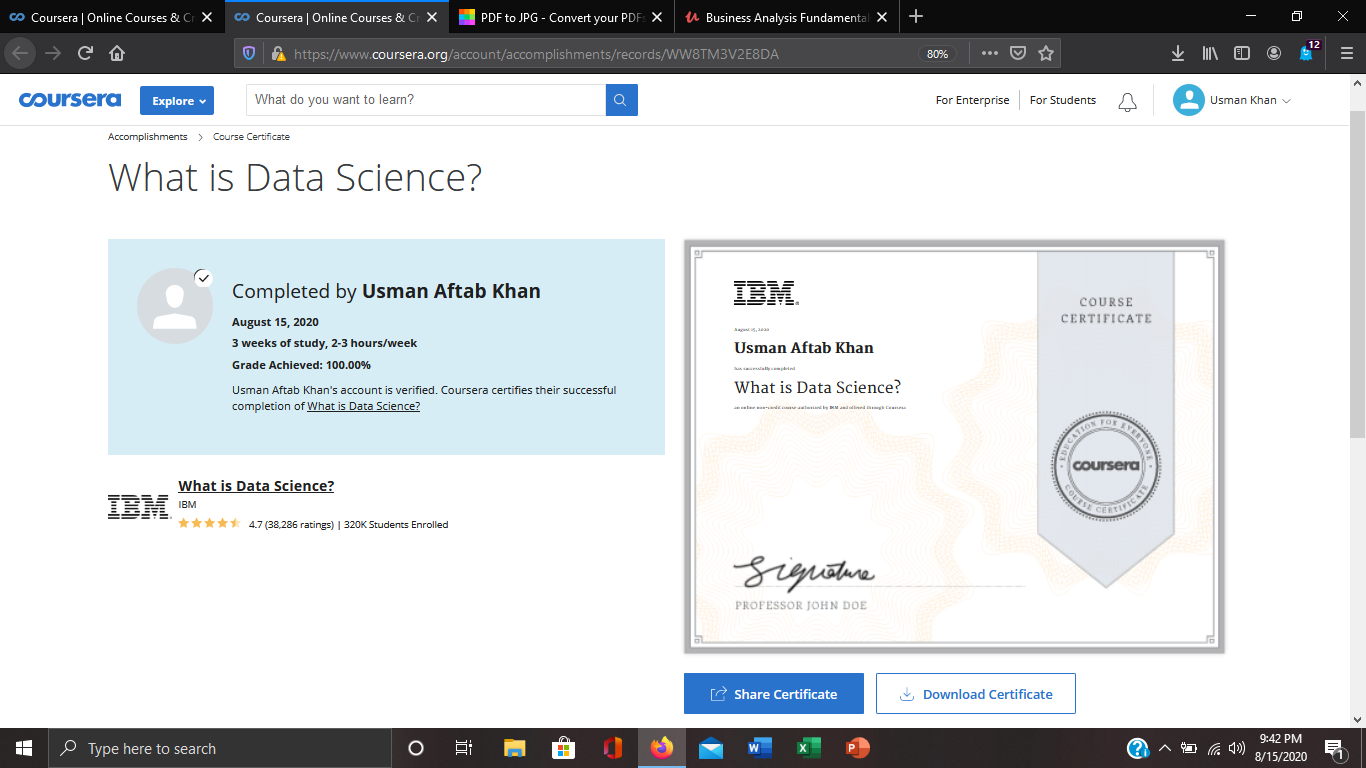 Coursera | Online Courses & Cr
Coursera | Online Courses & Cr
PDF to JPG - Convert your PDFs
Business Analysis Fundamental
https://www.coursera.org/account/accomplishments/records/WW8TM3V2E8DA
80%
12
coursera
Explore
What do you want to learn?
For Enterprise
For Students
Usman Khan
Accomplishments
Course Certificate
What is Data Science?
Completed by Usman Aftab Khan
August 15, 2020
3 weeks of study, 2-3 hours/week
Grade Achieved: 100.00%
Usman Aftab Khan's account is verified. Coursera certifies their successful
completion of What is Data Science?
IBM
What is Data Science?
IBM
4.7 (38,286 ratings) | 320K Students Enrolled
IBM
August 15, 2020
Usman Aftab Khan
has successfully completed
What is Data Science?
an online non-credit course authorized by IBM and offered through Coursera
COURSE
CERTIFICATE
EDUCATION FOR EVERYONE
coursera
COURSE CERTIFICATE
Signature
PROFESSOR JOHN DOE
Share Certificate
Download Certificate
Type here to search
9:42 PM
8/15/2020
1